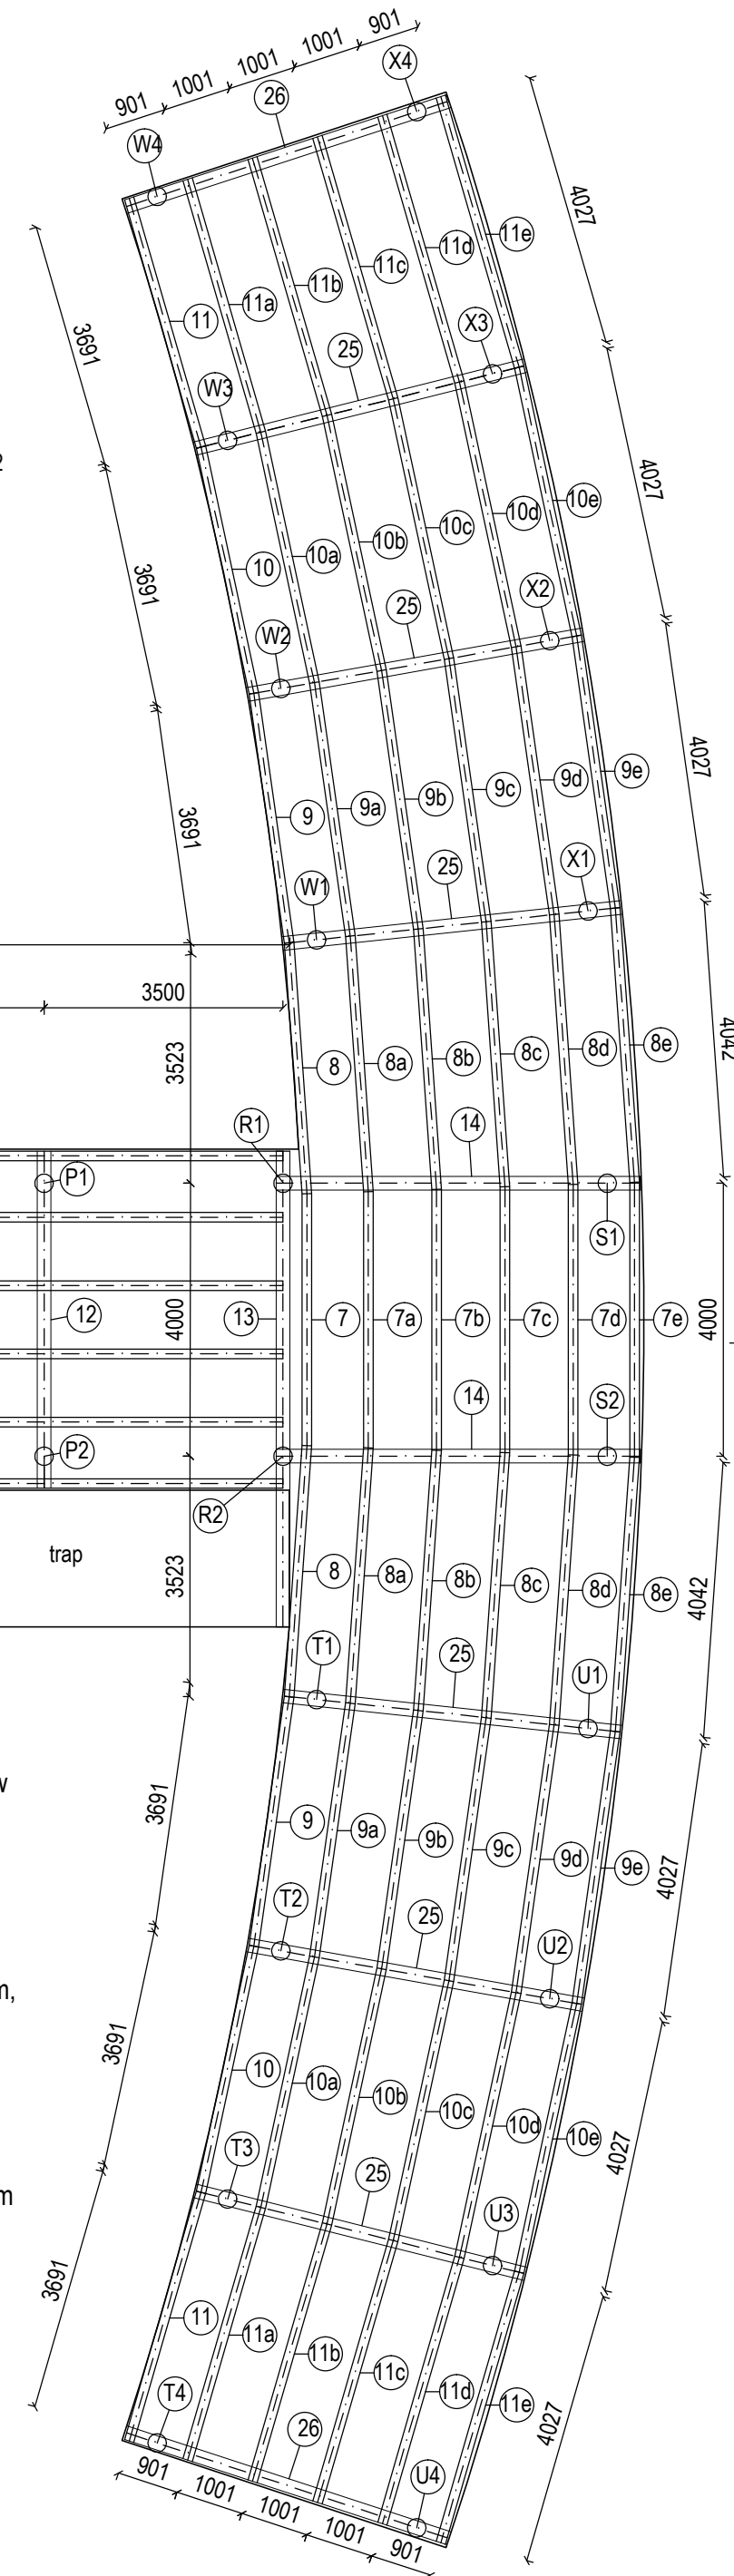 901
1001
1001
1001
901
26
X4
W4
4027
11e
11d
11c
11b
11a
11
X3
25
W3
3691
2
4027
10e
10d
10c
10b
10a
10
X2
25
W2
3691
4027
9e
9d
9c
9b
9a
9
X1
25
W1
3691
3500
3523
4042
8
8a
8b
8c
8d
8e
R1
14
P1
S1
12
4000
13
7
7a
7b
7c
7d
7e
4000
P2
14
S2
R2
trap
3523
8
8a
8b
8c
8d
8e
4042
T1
25
U1
w
3691
9
9a
9b
9c
9d
9e
4027
T2
25
U2
m,
3691
10
10a
10b
10c
10d
10e
4027
T3
25
U3
m
3691
11
11a
11b
11c
11d
11e
4027
T4
26
U4
901
1001
1001
1001
901